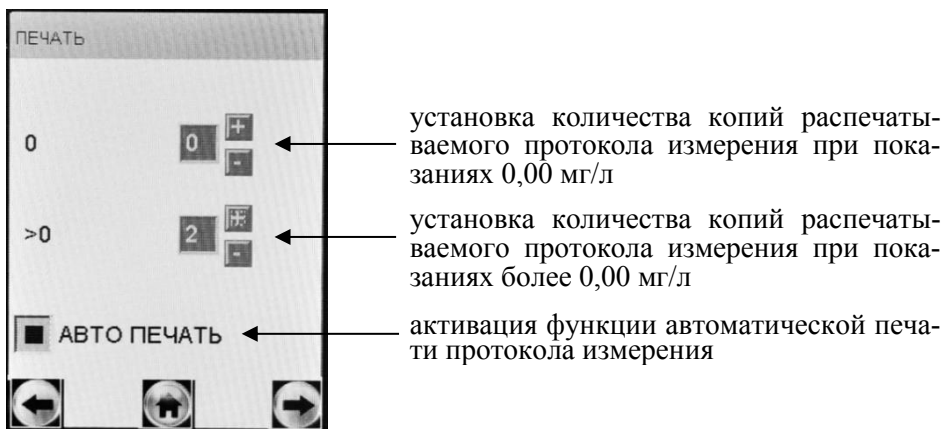 ПЕЧАТЬ
0
0
+
-
установка количества копий распечаты-
ваемого протокола измерения при пока-
заниях 0,00 мг/л
>0
2
+
-
установка количества копий распечаты-
ваемого протокола измерения при пока-
заниях более 0,00 мг/л
АВТО ПЕЧАТЬ
активация функции автоматической печа-
ти протокола измерения